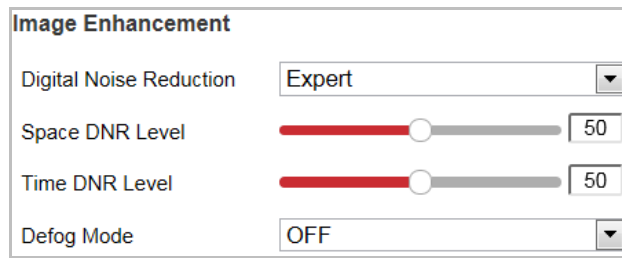 Image Enhancement
Digital Noise Reduction Expert
Space DNR Level 50
Time DNR Level 50
Defog Mode OFF